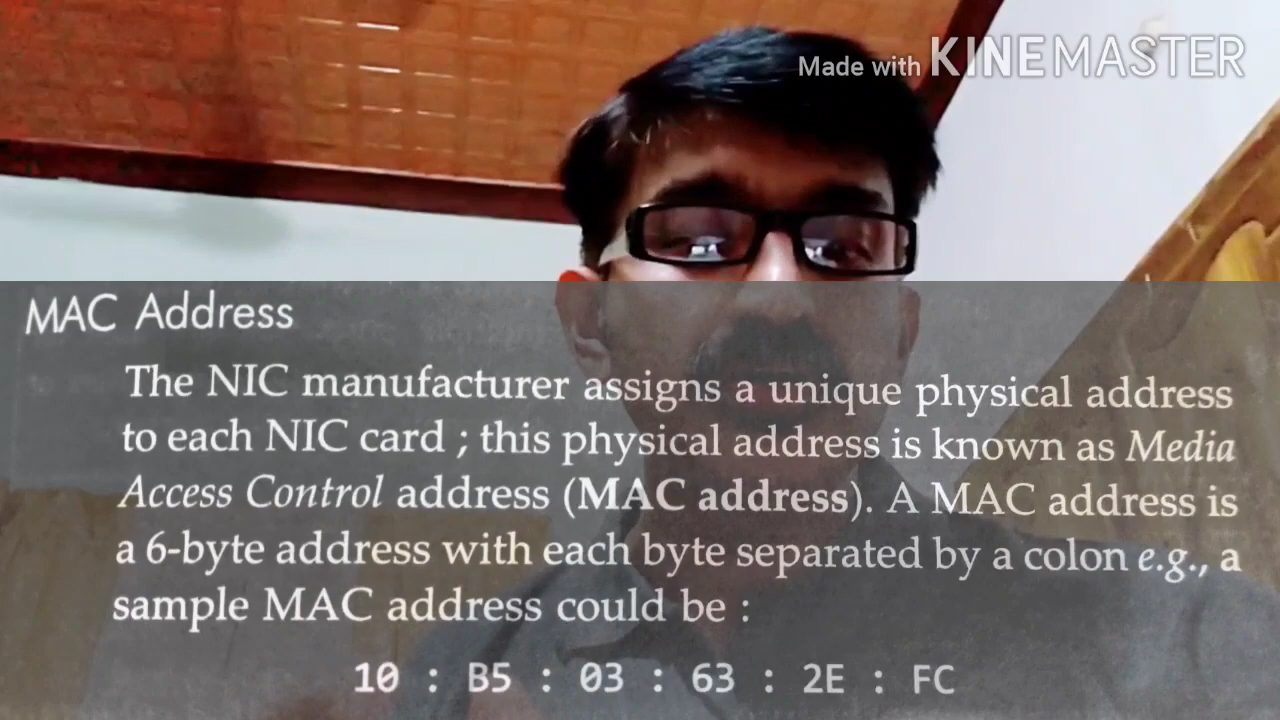 Made with KINEMASTER
MAC Address
The NIC manufacturer assigns a unique physical address
to each NIC card ; this physical address is known as Media
Access Control address (MAC address). A MAC address is
a 6-byte address with each byte separated by a colon e.g., a
sample MAC address could be :
10 : B5 : 03 : 63 : 2E : FC